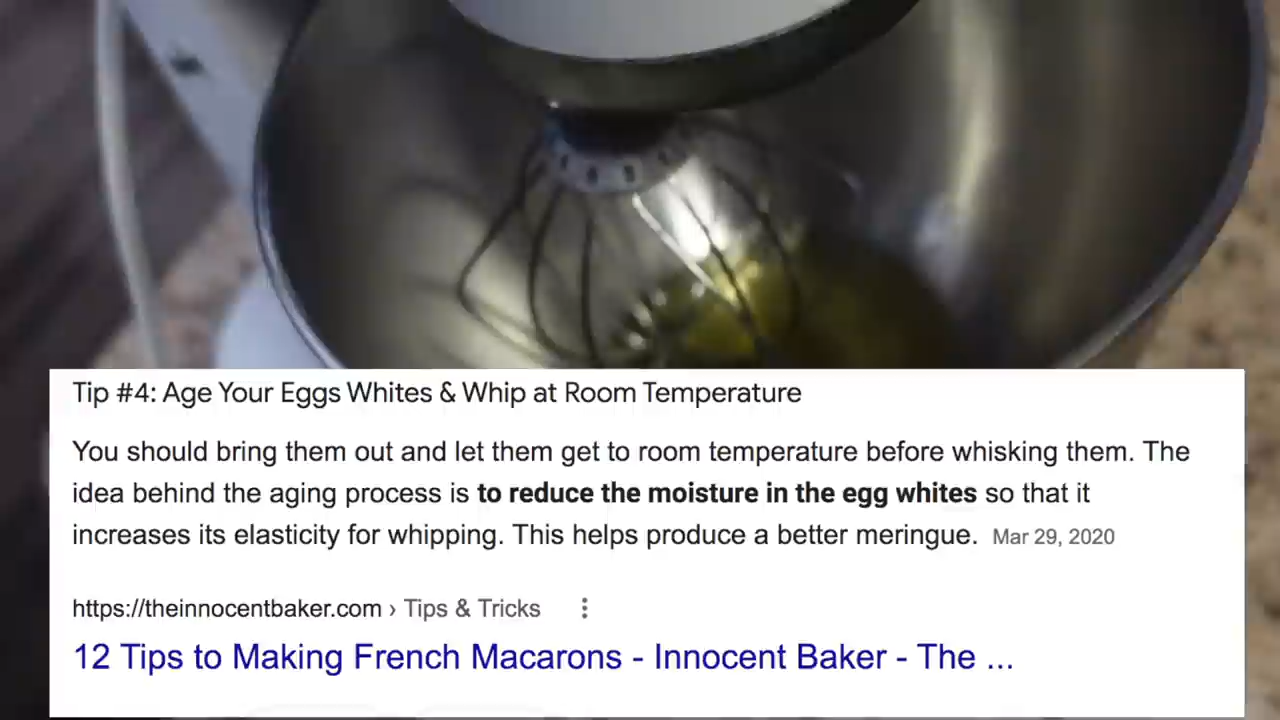 Tip #4: Age Your Eggs Whites & Whip at Room Temperature
You should bring them out and let them get to room temperature before whisking them. The
idea behind the aging process is to reduce the moisture in the egg whites so that it
increases its elasticity for whipping. This helps produce a better meringue. Mar 29, 2020
https://theinnocentbaker.com › Tips & Tricks
12 Tips to Making French Macarons - Innocent Baker - The ...